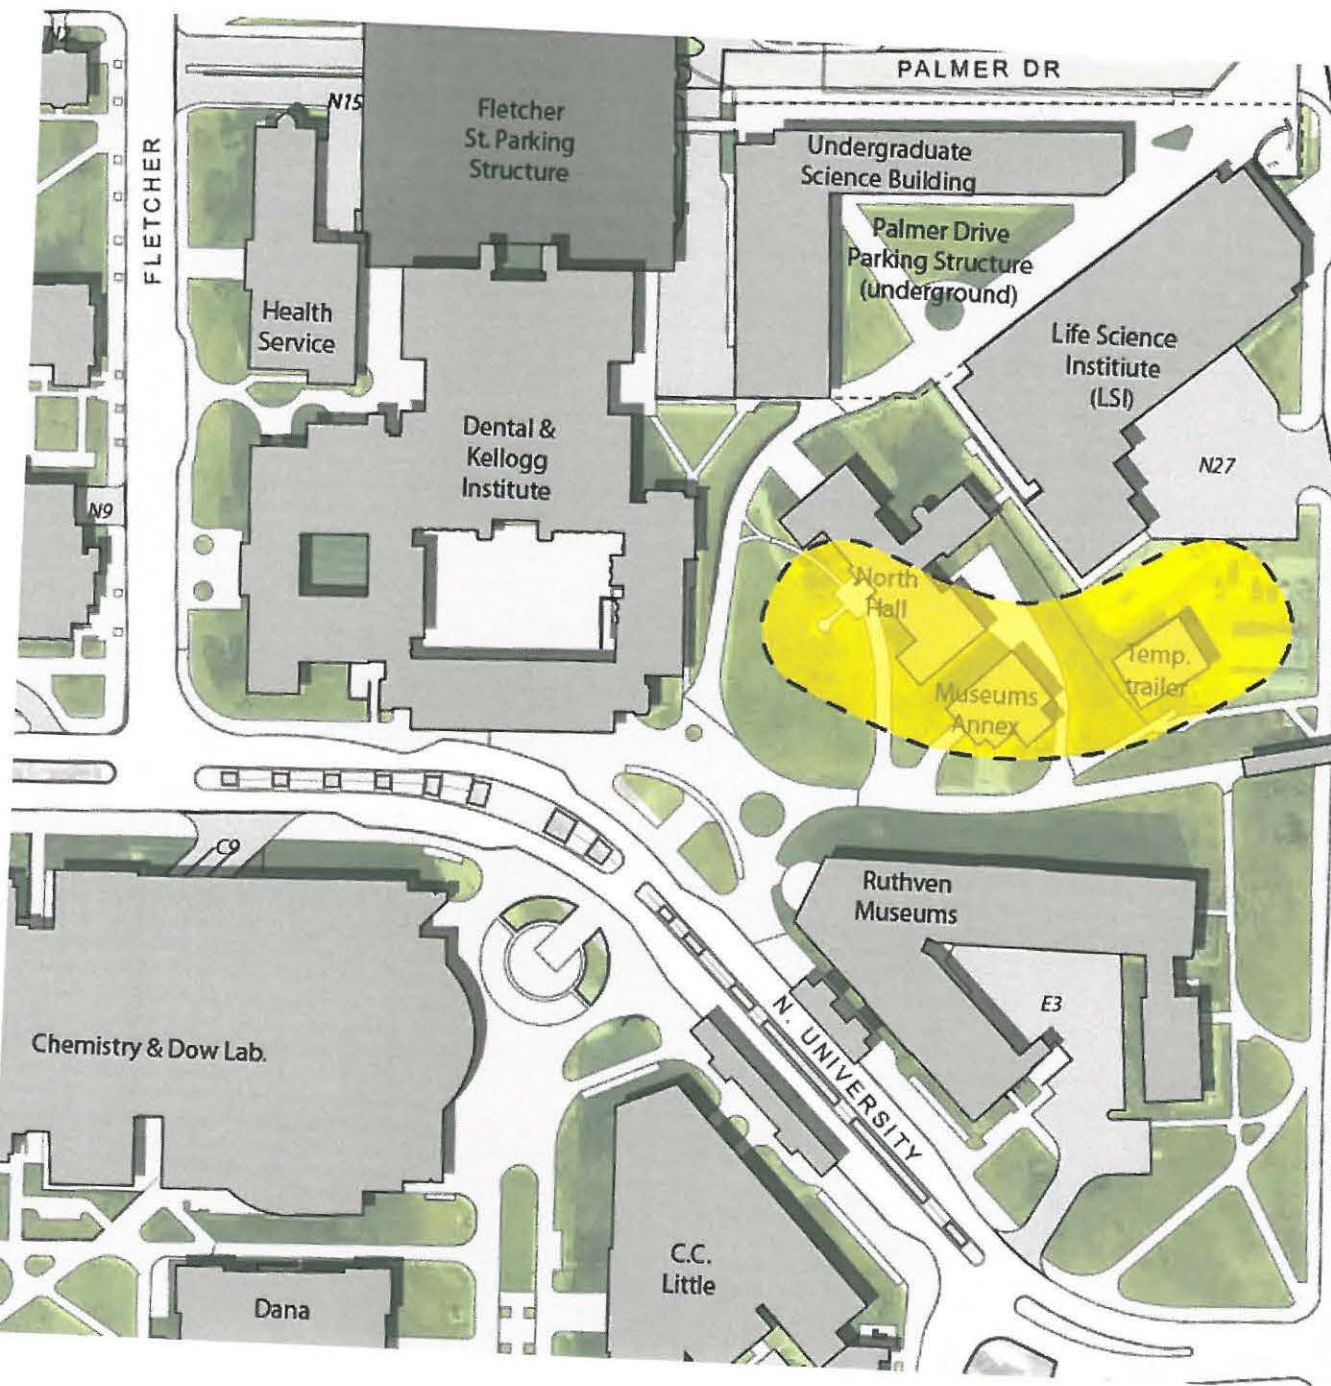 PALMER DR
N15
Fletcher
St. Parking
Structure
FLETCHER
Undergraduate
Science Building
Palmer Drive
Parking Structure
(underground)
Health
Service
Life Science
Institiute
(LSI)
Dental &
Kellogg
Institute
N27
N9
North
Hall
Temp.
trailer
Museums
Annex
C9
Ruthven
Museums
E3
N. UNIVERSITY
Chemistry & Dow Lab.
C.C.
Little
Dana